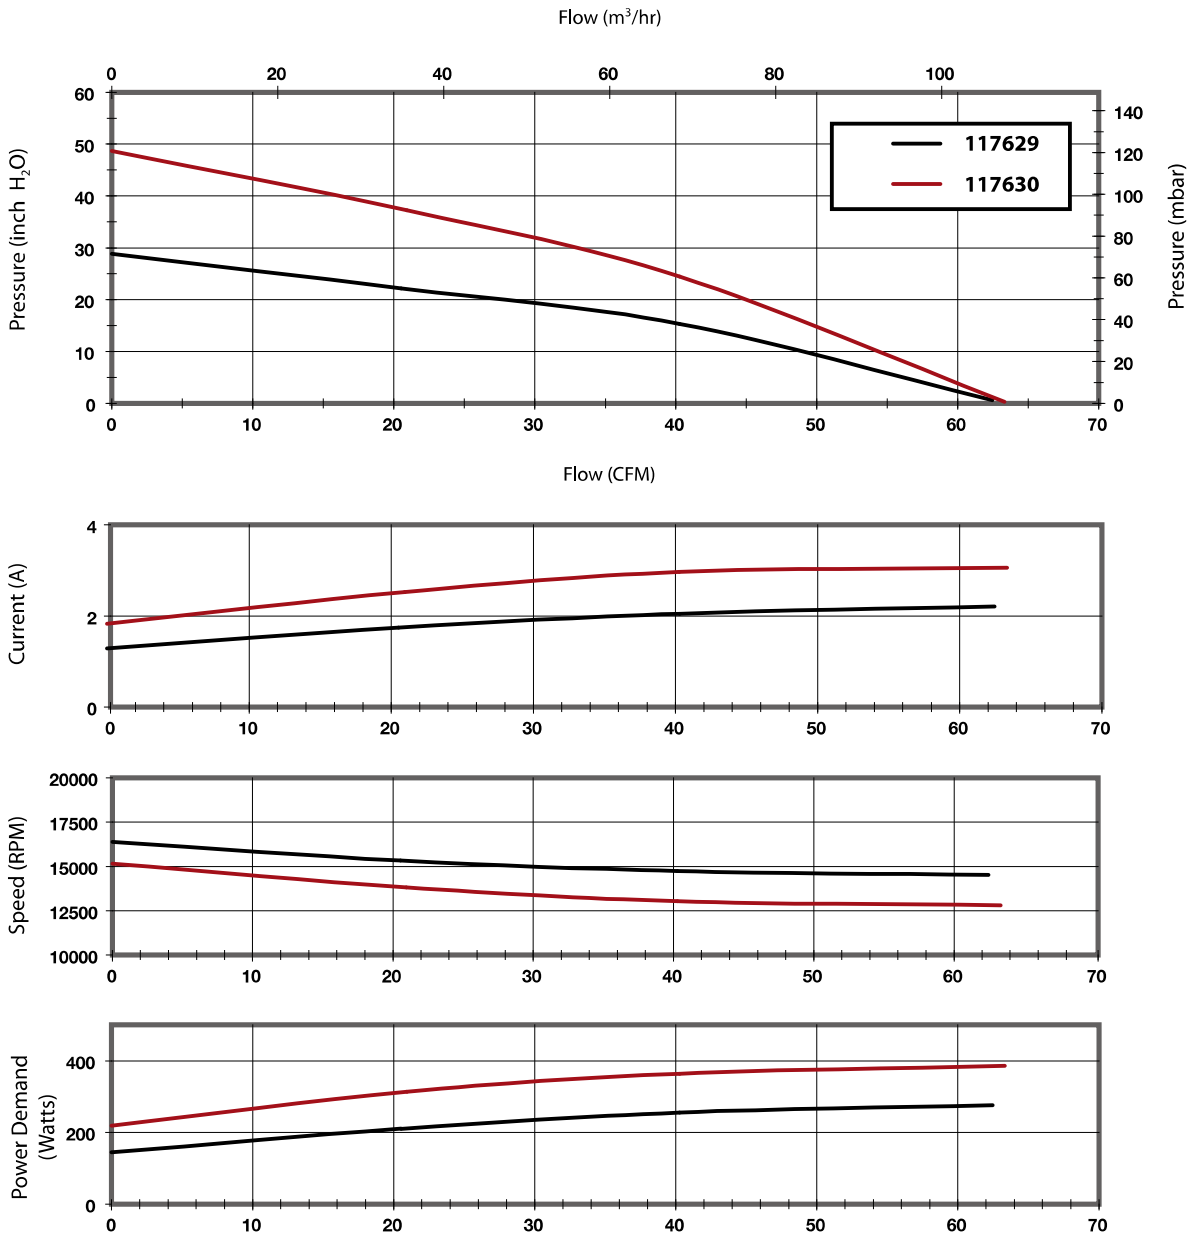 Flow (m³/hr)
0 20 40 60 80 100
60
50
40
30
20
10
0
Pressure (inch H₂O)
140
120
100
80
60
40
20
0
Pressure (mbar)
117629
117630
0 10 20 30 40 50 60 70
Flow (CFM)
4
2
0
Current (A)
0 10 20 30 40 50 60 70
20000
17500
15000
12500
10000
Speed (RPM)
0 10 20 30 40 50 60 70
400
200
0
Power Demand
(Watts)
0 10 20 30 40 50 60 70